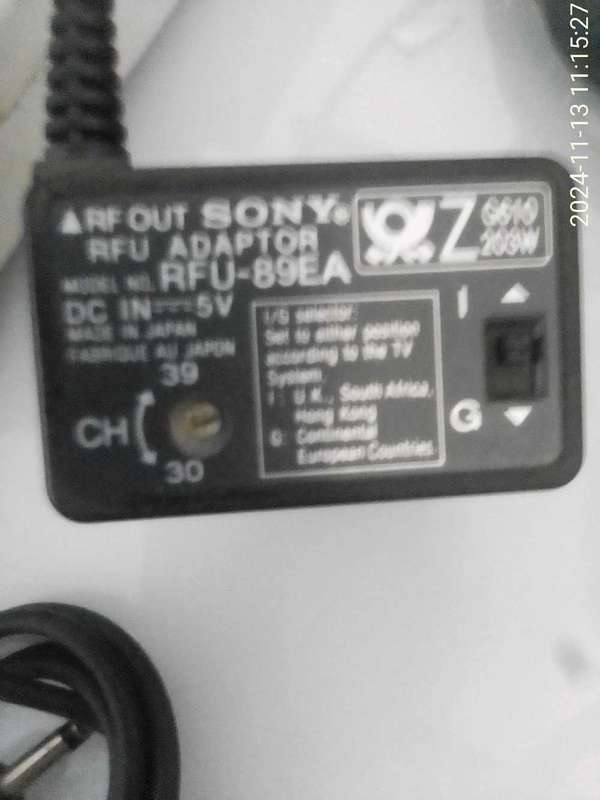 2024-11-13 11:15:27
▲RF OUT SONY®
RFU ADAPTOR
MODEL NO. RFU-89EA
DC IN⎓5V
MADE IN JAPAN
FABRIQUÉ AU JAPON
39
CH
30
Z G610
203W
I/G selector:
Set to either position
according to the TV
System.
I : U.K., South Africa,
Hong Kong
G: Continental
European Countries.
I ▲
G ▼